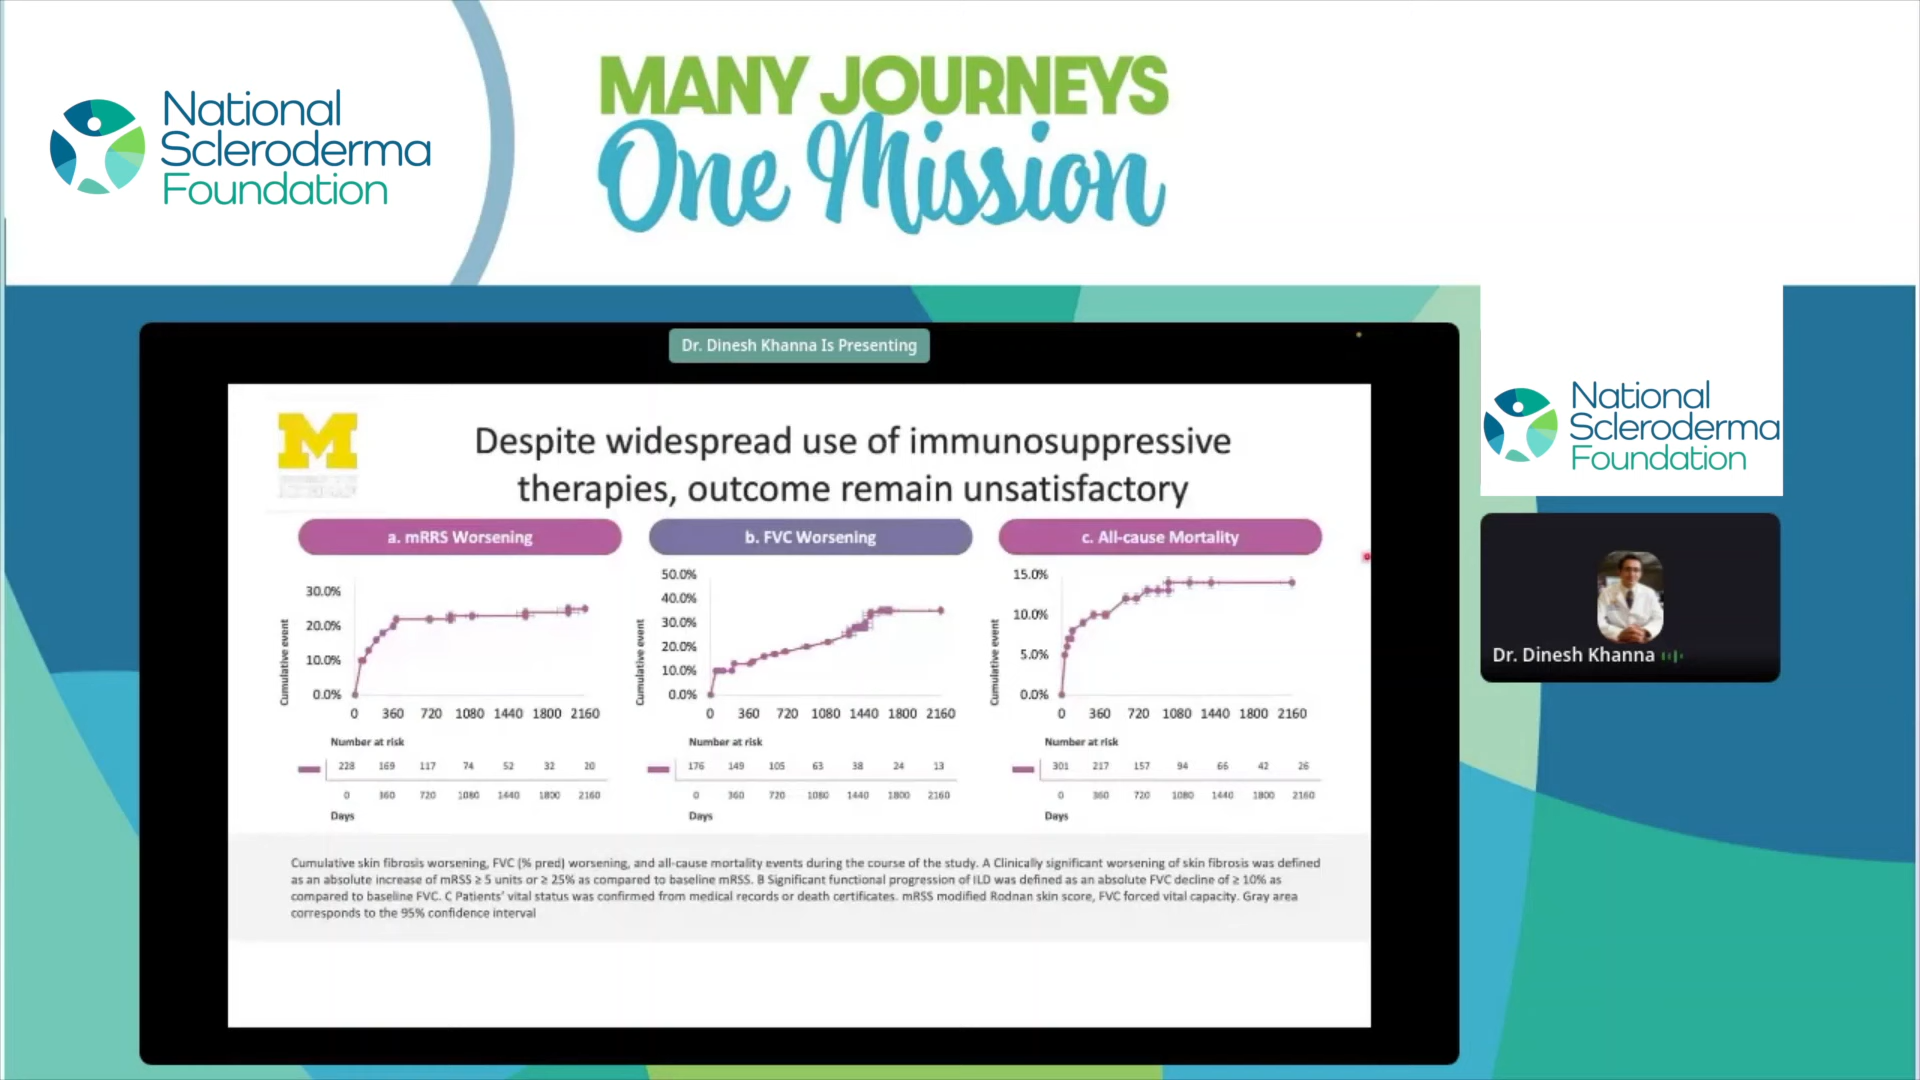 National
Scleroderma
Foundation
MANY JOURNEYS
One Mission
Dr. Dinesh Khanna Is Presenting
National
Scleroderma
Foundation
Dr. Dinesh Khanna
M
Despite widespread use of immunosuppressive
therapies, outcome remain unsatisfactory
a. mRRS Worsening
Cumulative event
30.0%
20.0%
10.0%
0.0%
0 360 720 1080 1440 1800 2160
Number at risk
228 169 117 74 52 32 20
0 360 720 1080 1440 1800 2160
Days
b. FVC Worsening
Cumulative event
50.0%
40.0%
30.0%
20.0%
10.0%
0.0%
0 360 720 1080 1440 1800 2160
Number at risk
176 149 105 63 38 24 13
0 360 720 1080 1440 1800 2160
Days
c. All-cause Mortality
Cumulative event
15.0%
10.0%
5.0%
0.0%
0 360 720 1080 1440 1800 2160
Number at risk
301 217 157 94 66 42 26
0 360 720 1080 1440 1800 2160
Days
Cumulative skin fibrosis worsening, FVC (% pred) worsening, and all-cause mortality events during the course of the study. A Clinically significant worsening of skin fibrosis was defined
as an absolute increase of mRSS ≥ 5 units or ≥ 25% as compared to baseline mRSS. B Significant functional progression of ILD was defined as an absolute FVC decline of ≥ 10% as
compared to baseline FVC. C Patients' vital status was confirmed from medical records or death certificates. mRSS modified Rodnan skin score, FVC forced vital capacity. Gray area
corresponds to the 95% confidence interval